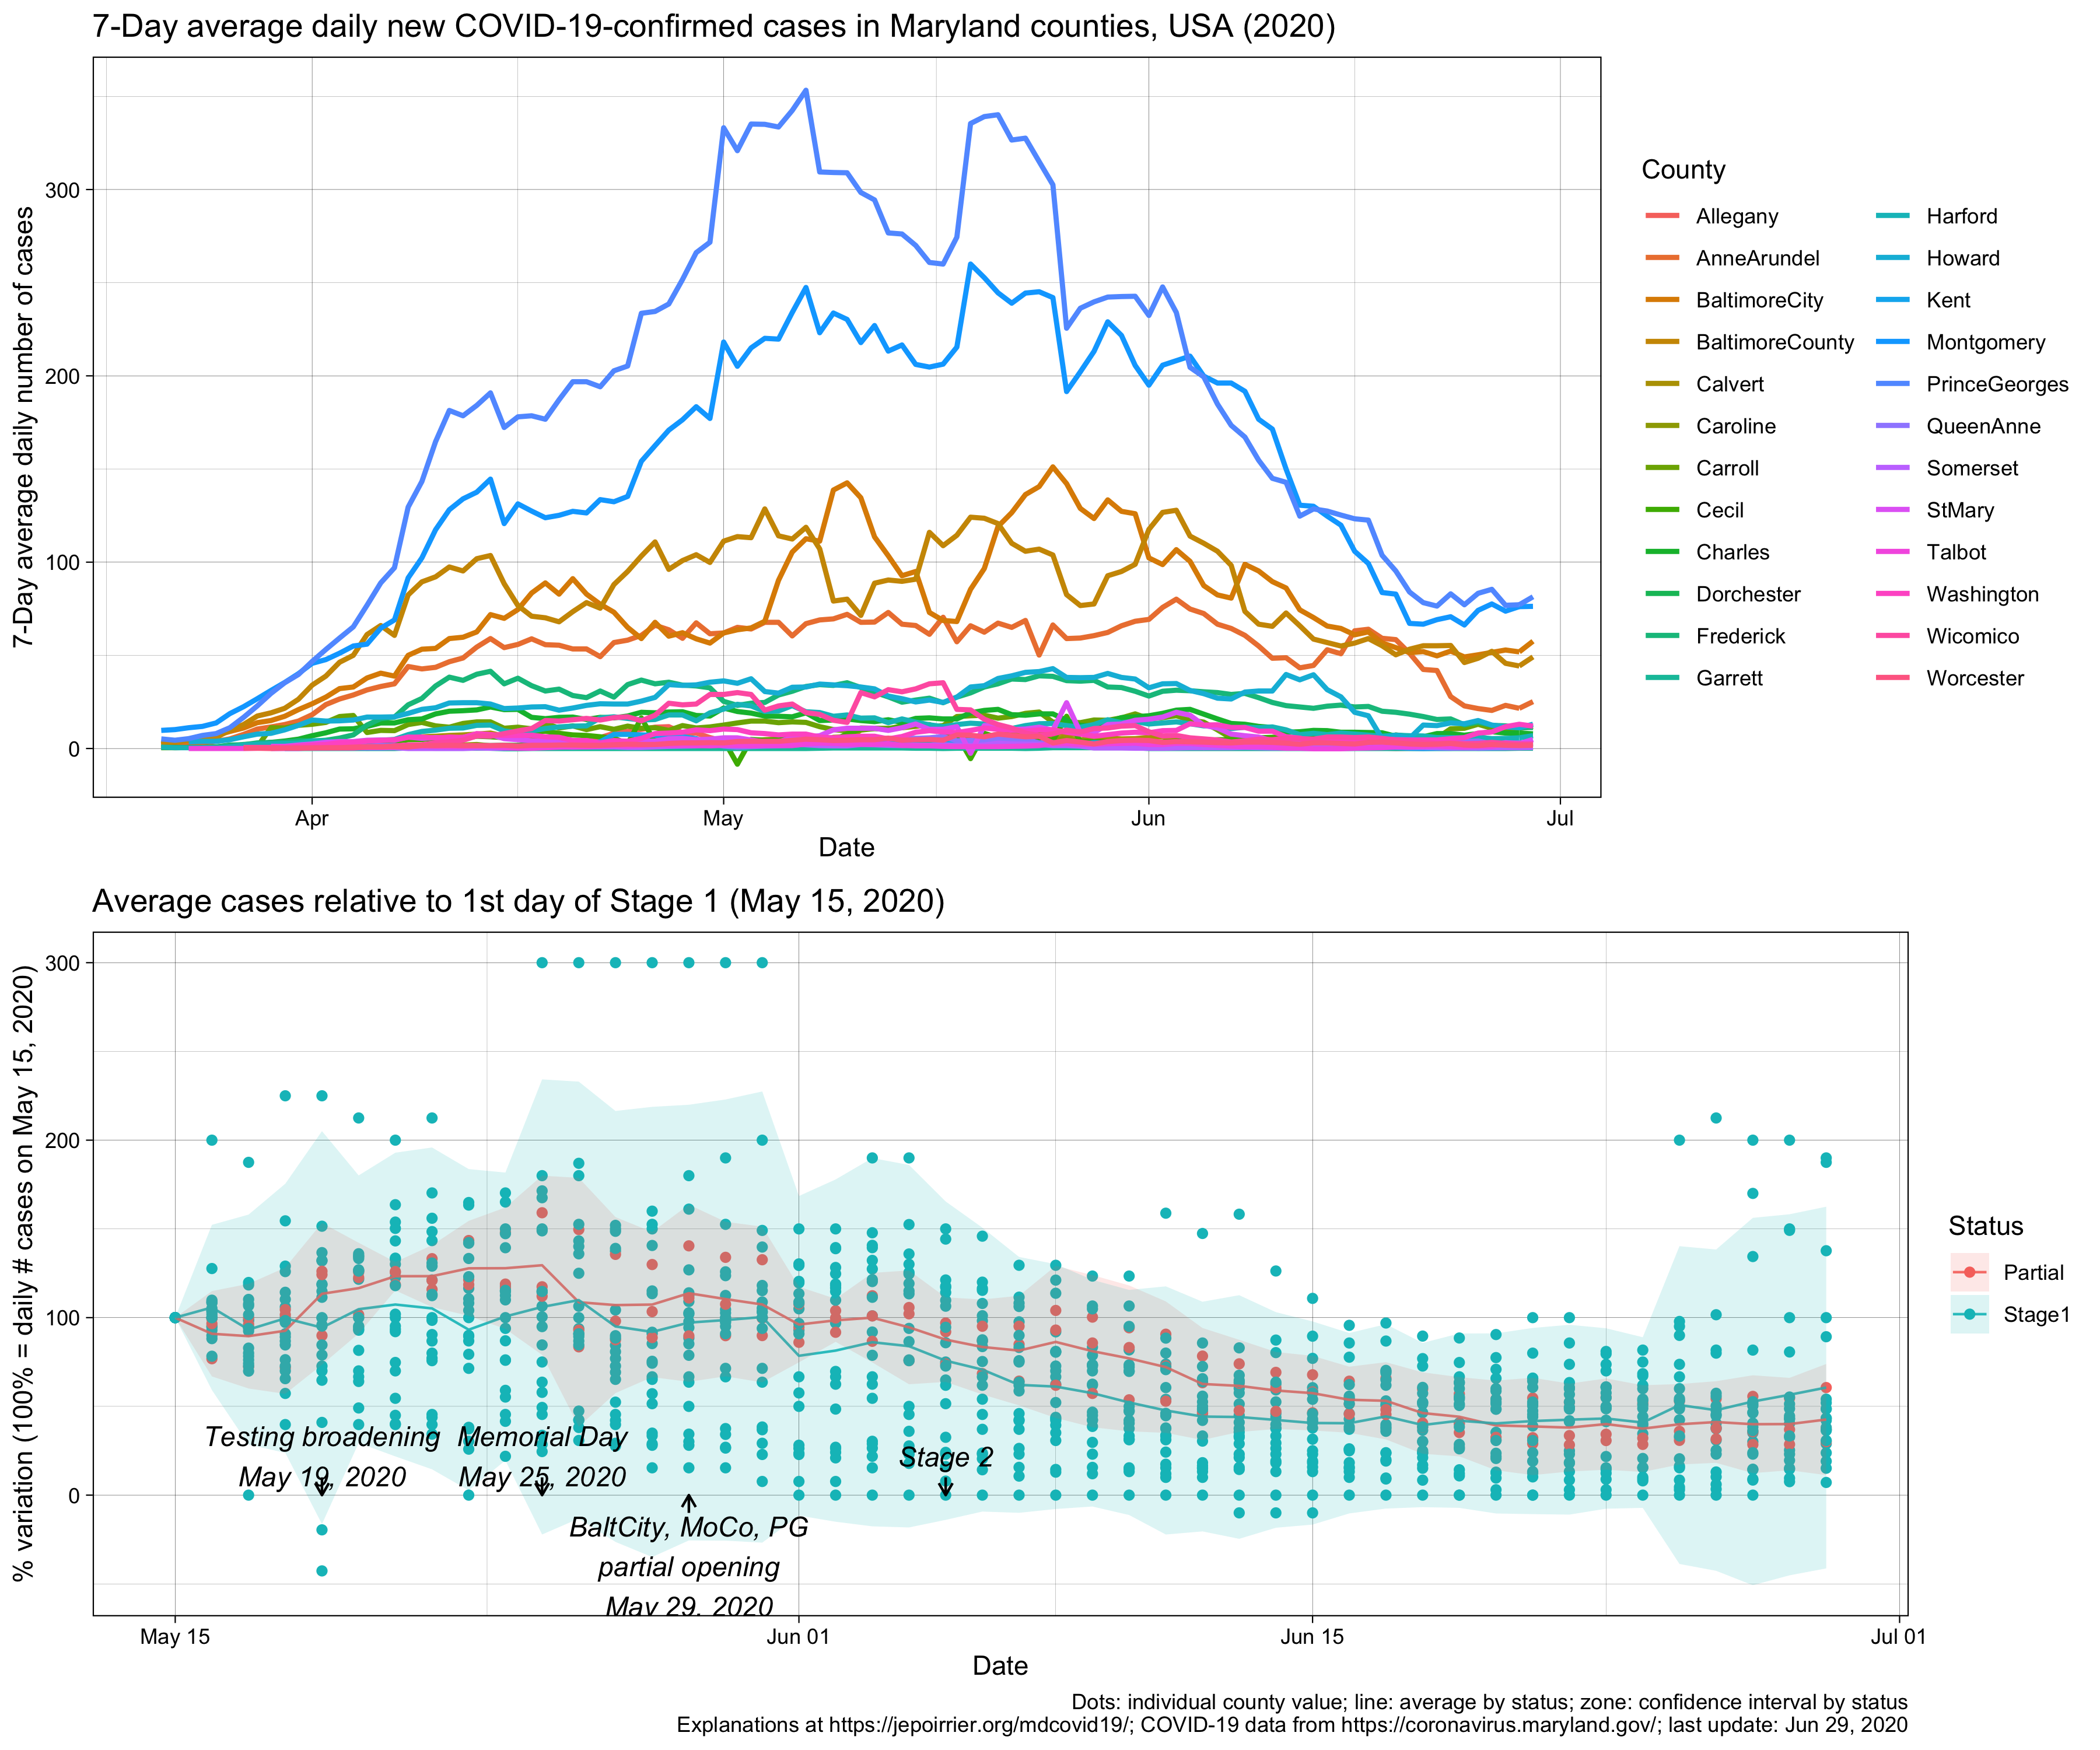 7-Day average daily new COVID-19-confirmed cases in Maryland counties, USA (2020)
7-Day average daily number of cases
300
200
100
0
Apr
May
Jun
Jul
Date
County
Allegany
AnneArundel
BaltimoreCity
BaltimoreCounty
Calvert
Caroline
Carroll
Cecil
Charles
Dorchester
Frederick
Garrett
Harford
Howard
Kent
Montgomery
PrinceGeorges
QueenAnne
Somerset
StMary
Talbot
Washington
Wicomico
Worcester
Average cases relative to 1st day of Stage 1 (May 15, 2020)
% variation (100% = daily # cases on May 15, 2020)
300
200
100
0
Testing broadening
May 19, 2020
Memorial Day
May 25, 2020
BaltCity, MoCo, PG
partial opening
May 29, 2020
Stage 2
May 15
Jun 01
Jun 15
Jul 01
Date
Status
Partial
Stage1
Dots: individual county value; line: average by status; zone: confidence interval by status
Explanations at https://jepoirrier.org/mdcovid19/; COVID-19 data from https://coronavirus.maryland.gov/; last update: Jun 29, 2020